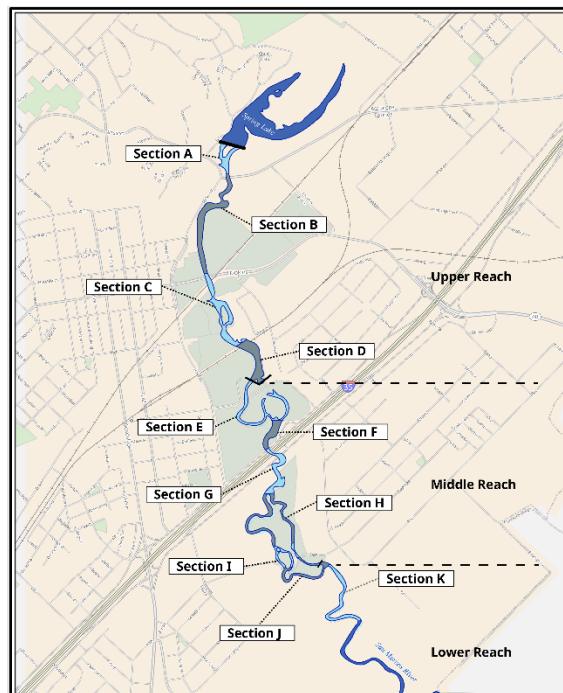 Spring Lake
Section A
Section B
Upper Reach
Section C
Section D
35
Section E
Section F
Section G
Middle Reach
Section H
Section I
Section K
Section J
San Marcos River
Lower Reach